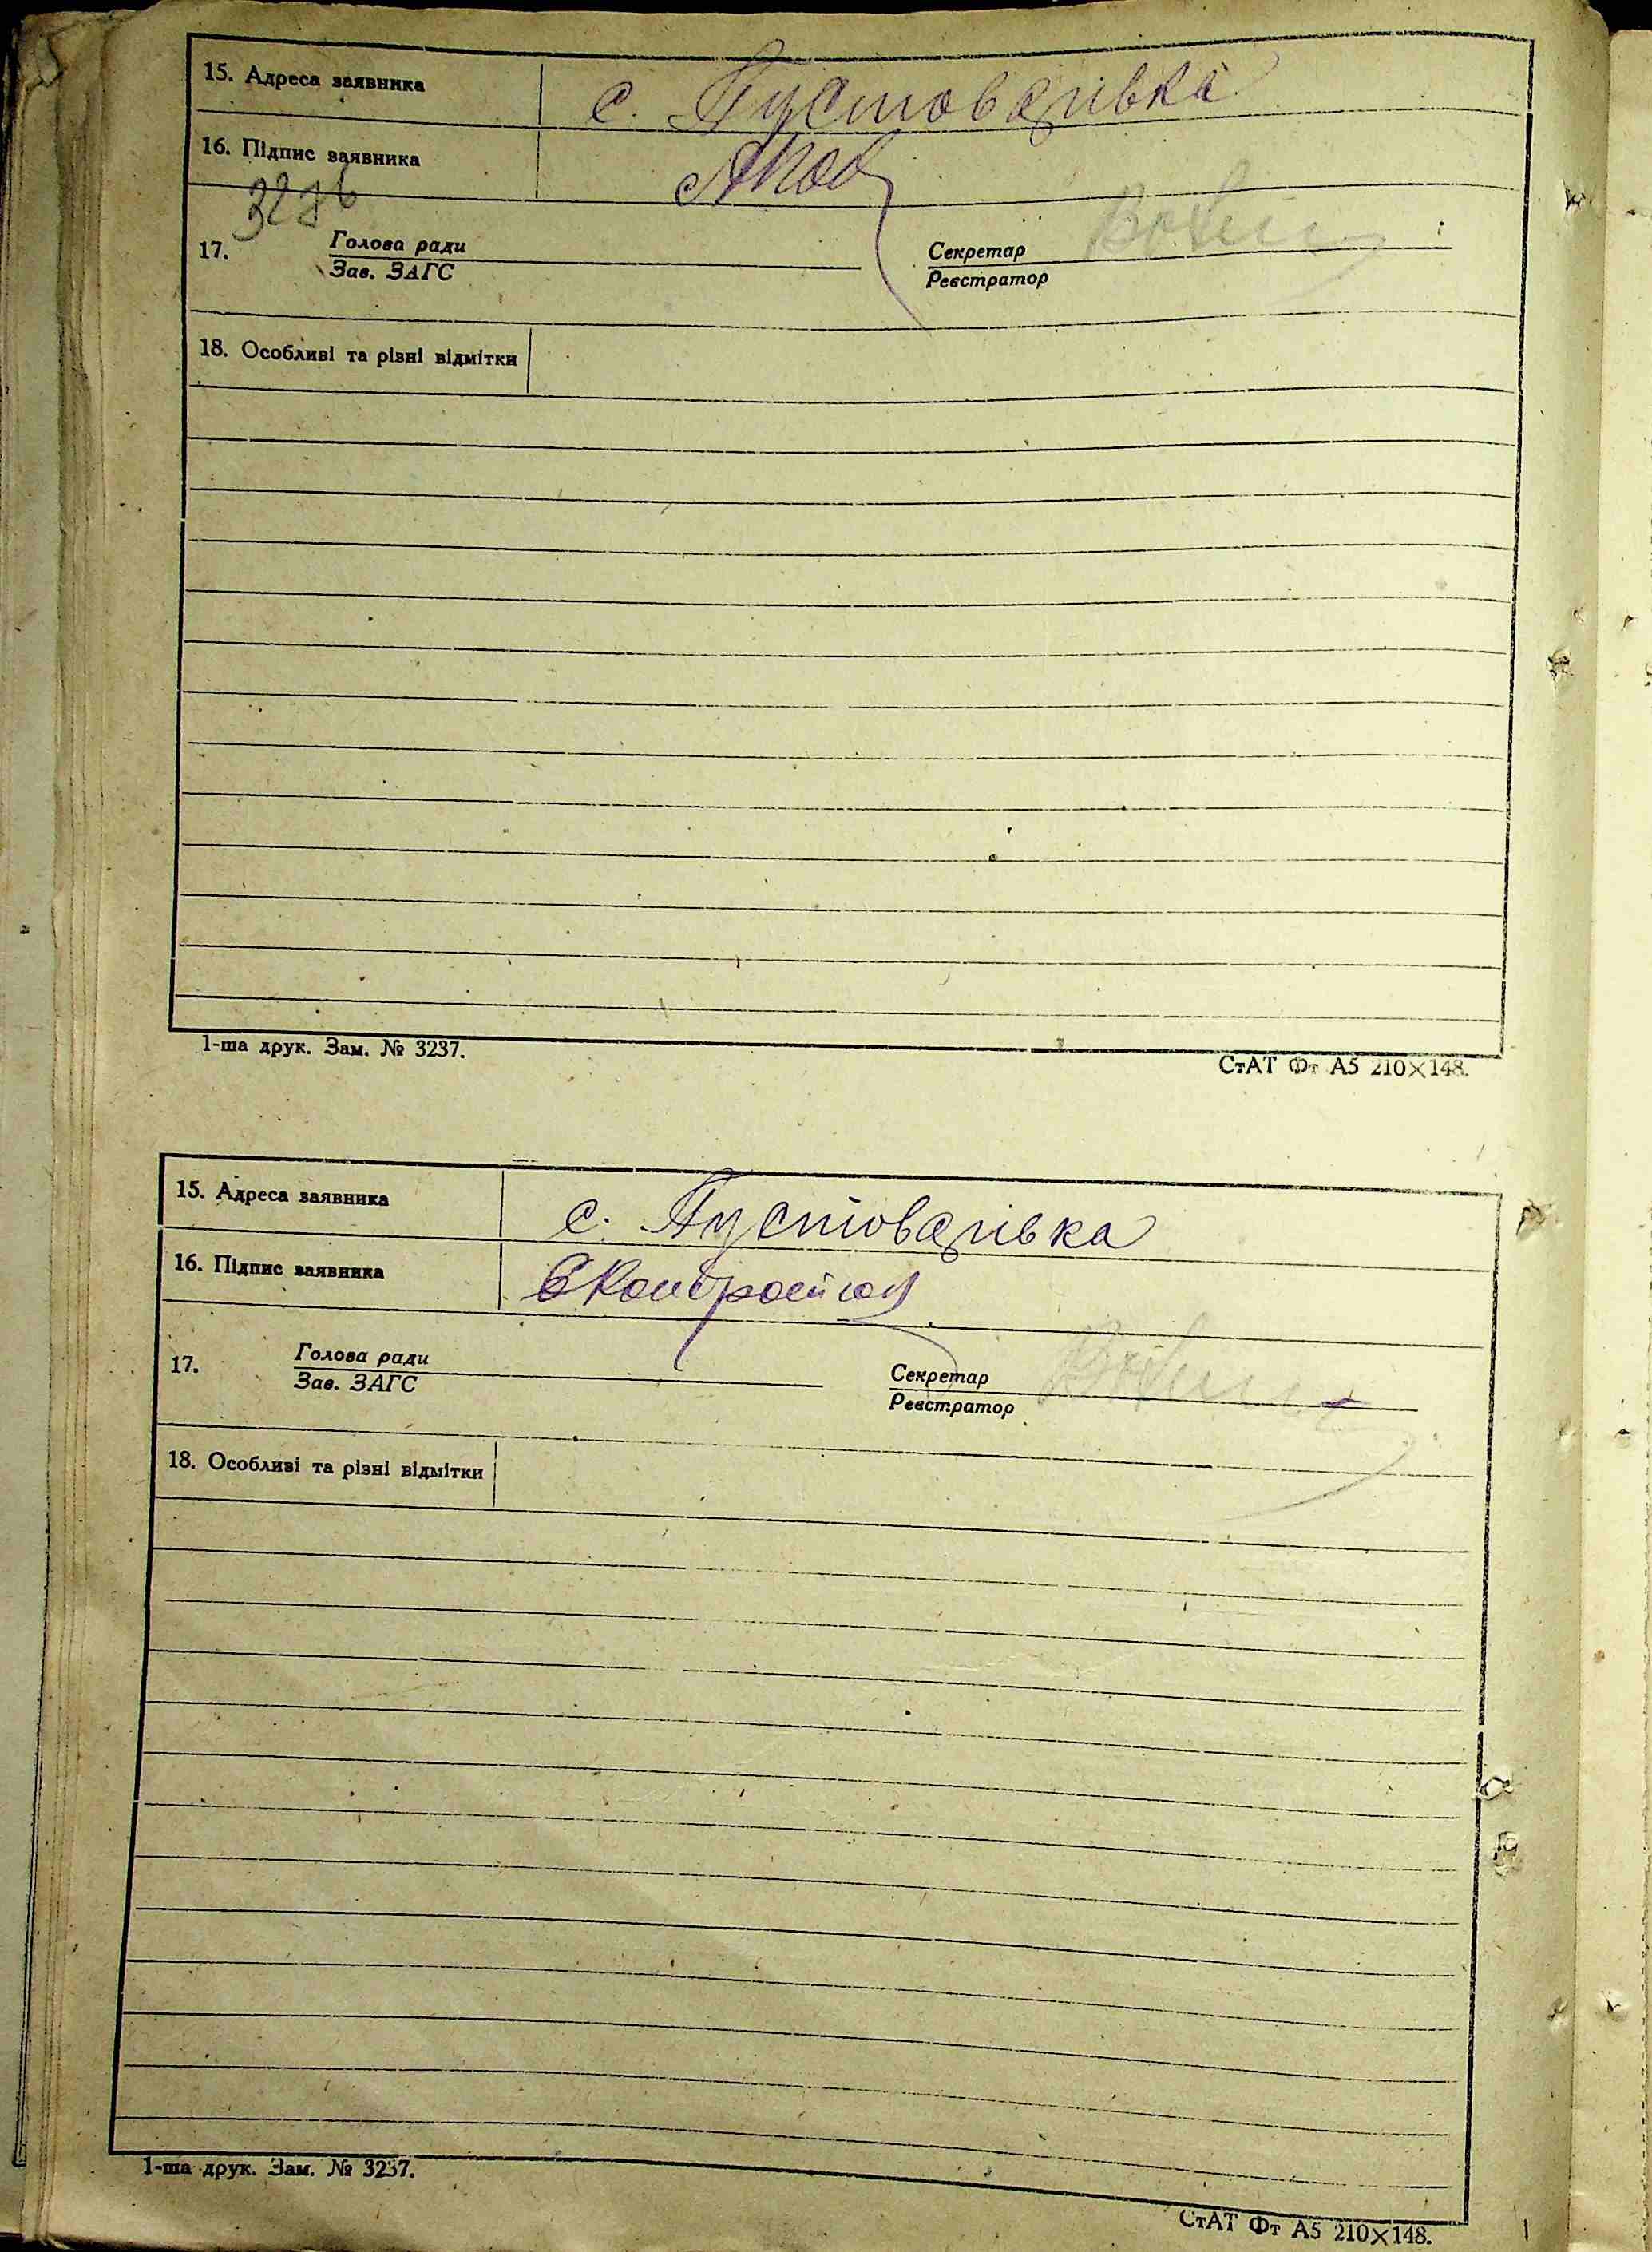 15. Адреса заявника
с. Пустоварівка
16. Підпис заявника
17.
Голова ради
Зав. ЗАГС
Секретар
Реєстратор
18. Особливі та різні відмітки
1-ша друк. Зам. № 3237.
СтАТ Фт А5 210×148.
15. Адреса заявника
с. Пустоварівка
16. Підпис заявника
17.
Голова ради
Зав. ЗАГС
Секретар
Реєстратор
18. Особливі та різні відмітки
1-ша друк. Зам. № 3237.
СтАТ Фт А5 210×148.